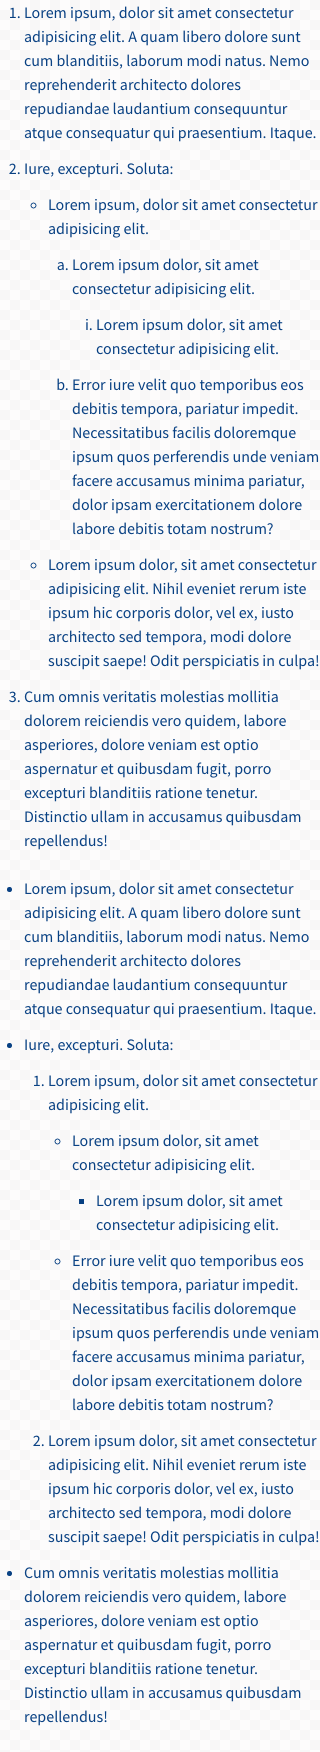 1. Lorem ipsum, dolor sit amet consectetur
adipisicing elit. A quam libero dolore sunt
cum blanditiis, laborum modi natus. Nemo
reprehenderit architecto dolores
repudiandae laudantium consequuntur
atque consequatur qui praesentium. Itaque.
2. Iure, excepturi. Soluta:
◦ Lorem ipsum, dolor sit amet consectetur
adipisicing elit.
a. Lorem ipsum dolor, sit amet
consectetur adipisicing elit.
i. Lorem ipsum dolor, sit amet
consectetur adipisicing elit.
b. Error iure velit quo temporibus eos
debitis tempora, pariatur impedit.
Necessitatibus facilis doloremque
ipsum quos perferendis unde veniam
facere accusamus minima pariatur,
dolor ipsam exercitationem dolore
labore debitis totam nostrum?
◦ Lorem ipsum dolor, sit amet consectetur
adipisicing elit. Nihil eveniet rerum iste
ipsum hic corporis dolor, vel ex, iusto
architecto sed tempora, modi dolore
suscipit saepe! Odit perspiciatis in culpa!
3. Cum omnis veritatis molestias mollitia
dolorem reiciendis vero quidem, labore
asperiores, dolore veniam est optio
aspernatur et quibusdam fugit, porro
excepturi blanditiis ratione tenetur.
Distinctio ullam in accusamus quibusdam
repellendus!
• Lorem ipsum, dolor sit amet consectetur
adipisicing elit. A quam libero dolore sunt
cum blanditiis, laborum modi natus. Nemo
reprehenderit architecto dolores
repudiandae laudantium consequuntur
atque consequatur qui praesentium. Itaque.
• Iure, excepturi. Soluta:
1. Lorem ipsum, dolor sit amet consectetur
adipisicing elit.
◦ Lorem ipsum dolor, sit amet
consectetur adipisicing elit.
▪ Lorem ipsum dolor, sit amet
consectetur adipisicing elit.
◦ Error iure velit quo temporibus eos
debitis tempora, pariatur impedit.
Necessitatibus facilis doloremque
ipsum quos perferendis unde veniam
facere accusamus minima pariatur,
dolor ipsam exercitationem dolore
labore debitis totam nostrum?
2. Lorem ipsum dolor, sit amet consectetur
adipisicing elit. Nihil eveniet rerum iste
ipsum hic corporis dolor, vel ex, iusto
architecto sed tempora, modi dolore
suscipit saepe! Odit perspiciatis in culpa!
• Cum omnis veritatis molestias mollitia
dolorem reiciendis vero quidem, labore
asperiores, dolore veniam est optio
aspernatur et quibusdam fugit, porro
excepturi blanditiis ratione tenetur.
Distinctio ullam in accusamus quibusdam
repellendus!